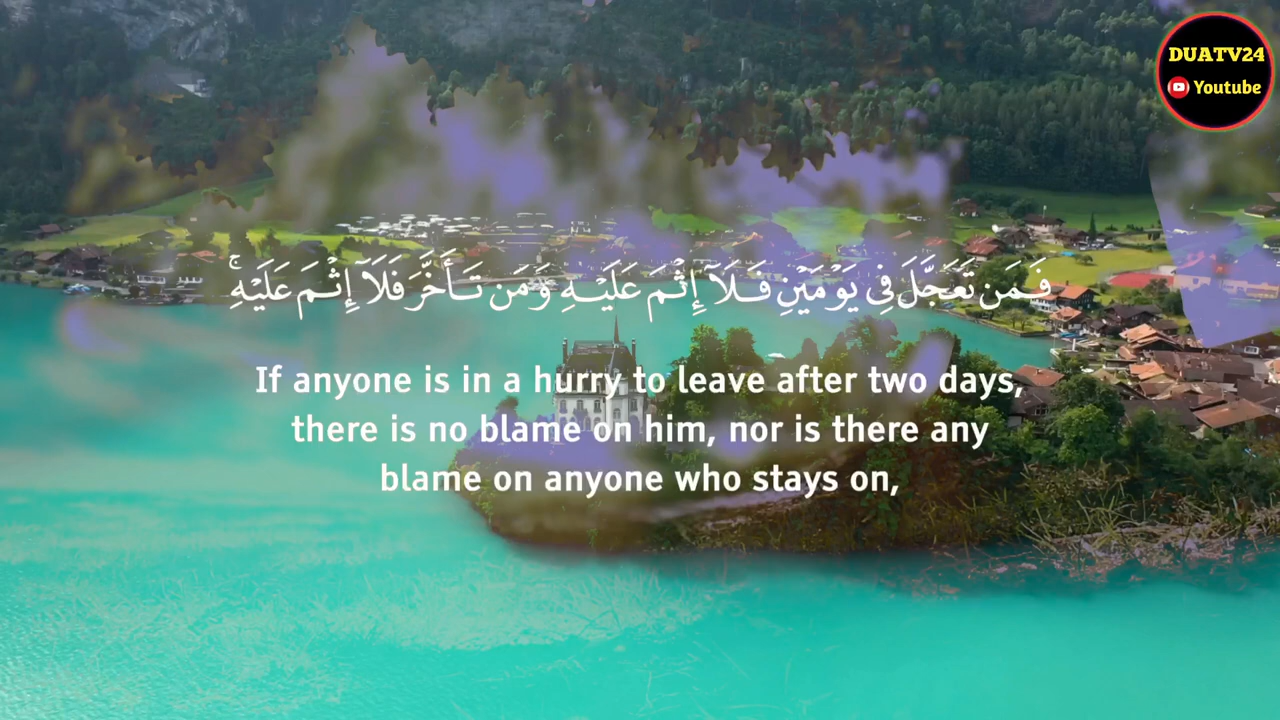 DUATV24
Youtube
فَمَن تَعَجَّلَ فِي يَوْمَيْنِ فَلَآ إِثْمَ عَلَيْهِ وَمَن تَأَخَّرَ فَلَآ إِثْمَ عَلَيْهِۚ
If anyone is in a hurry to leave after two days,
there is no blame on him, nor is there any
blame on anyone who stays on,